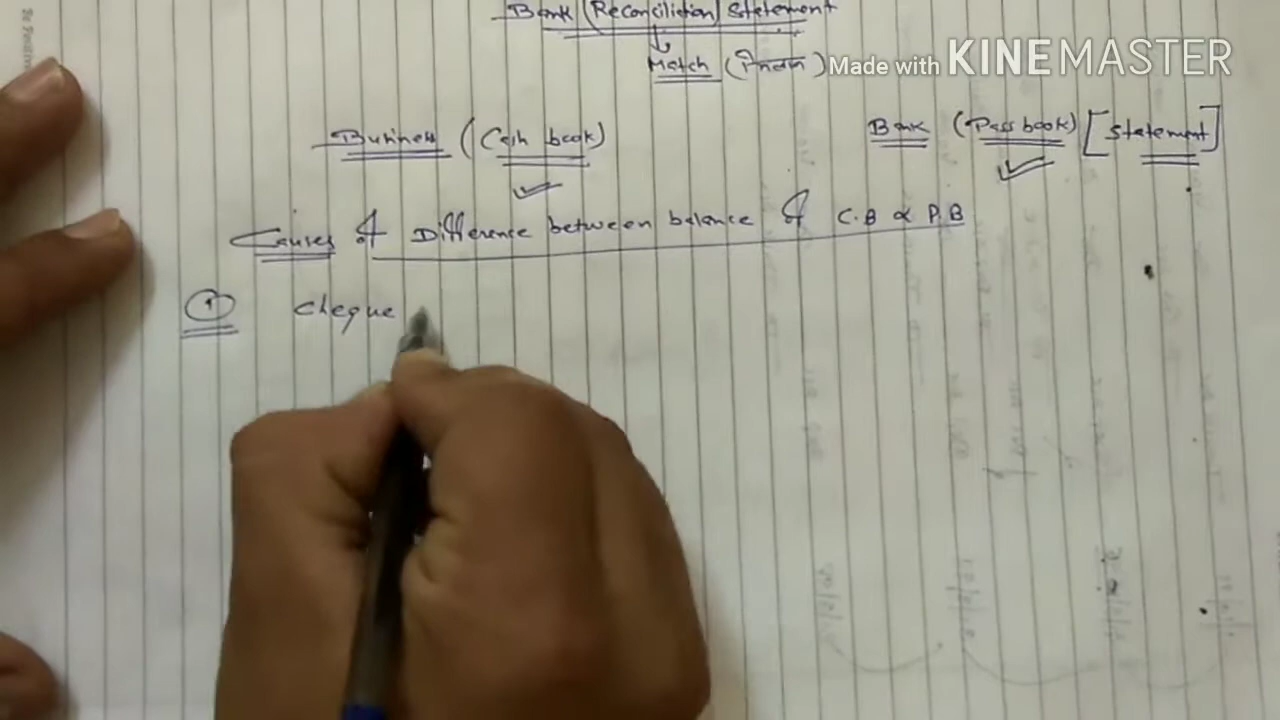 Bank (Reconciliation) Statement
Match (मिलान) Made with KINEMASTER
Business (Cash book)
Bank (Pass book) [Statement]
Causes of Difference between balance of C.B & P.B
① Cheque